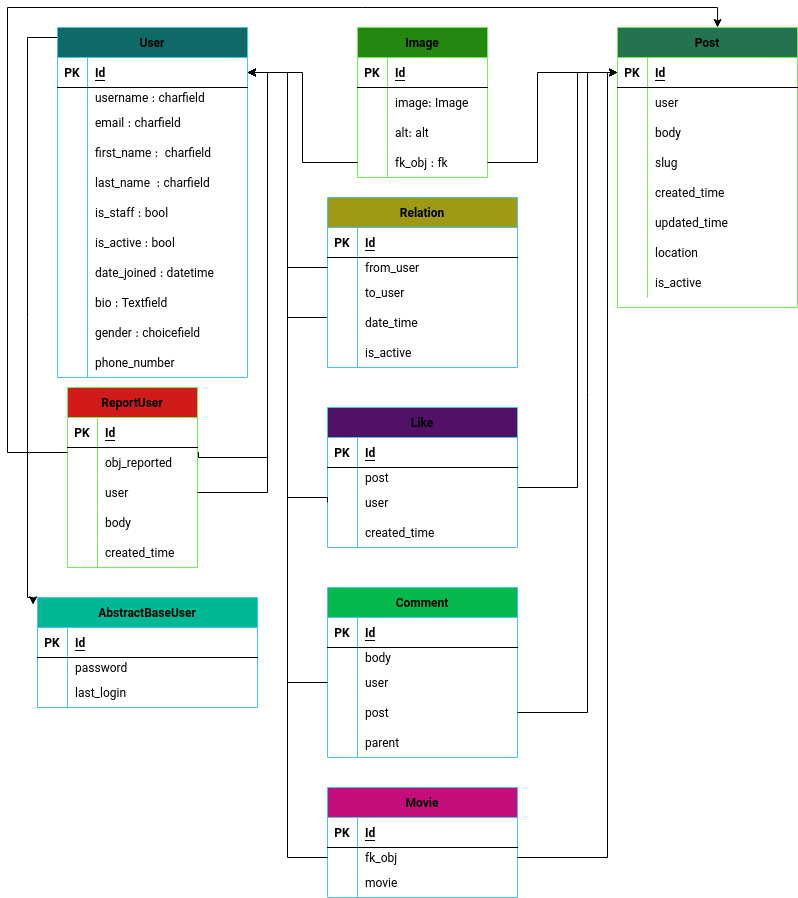 User
PK Id
username : charfield
email : charfield
first_name : charfield
last_name : charfield
is_staff : bool
is_active : bool
date_joined : datetime
bio : Textfield
gender : choicefield
phone_number
ReportUser
PK Id
obj_reported
user
body
created_time
AbstractBaseUser
PK Id
password
last_login
Image
PK Id
image: Image
alt: alt
fk_obj : fk
Relation
PK Id
from_user
to_user
date_time
is_active
Like
PK Id
post
user
created_time
Comment
PK Id
body
user
post
parent
Movie
PK Id
fk_obj
movie
Post
PK Id
user
body
slug
created_time
updated_time
location
is_active